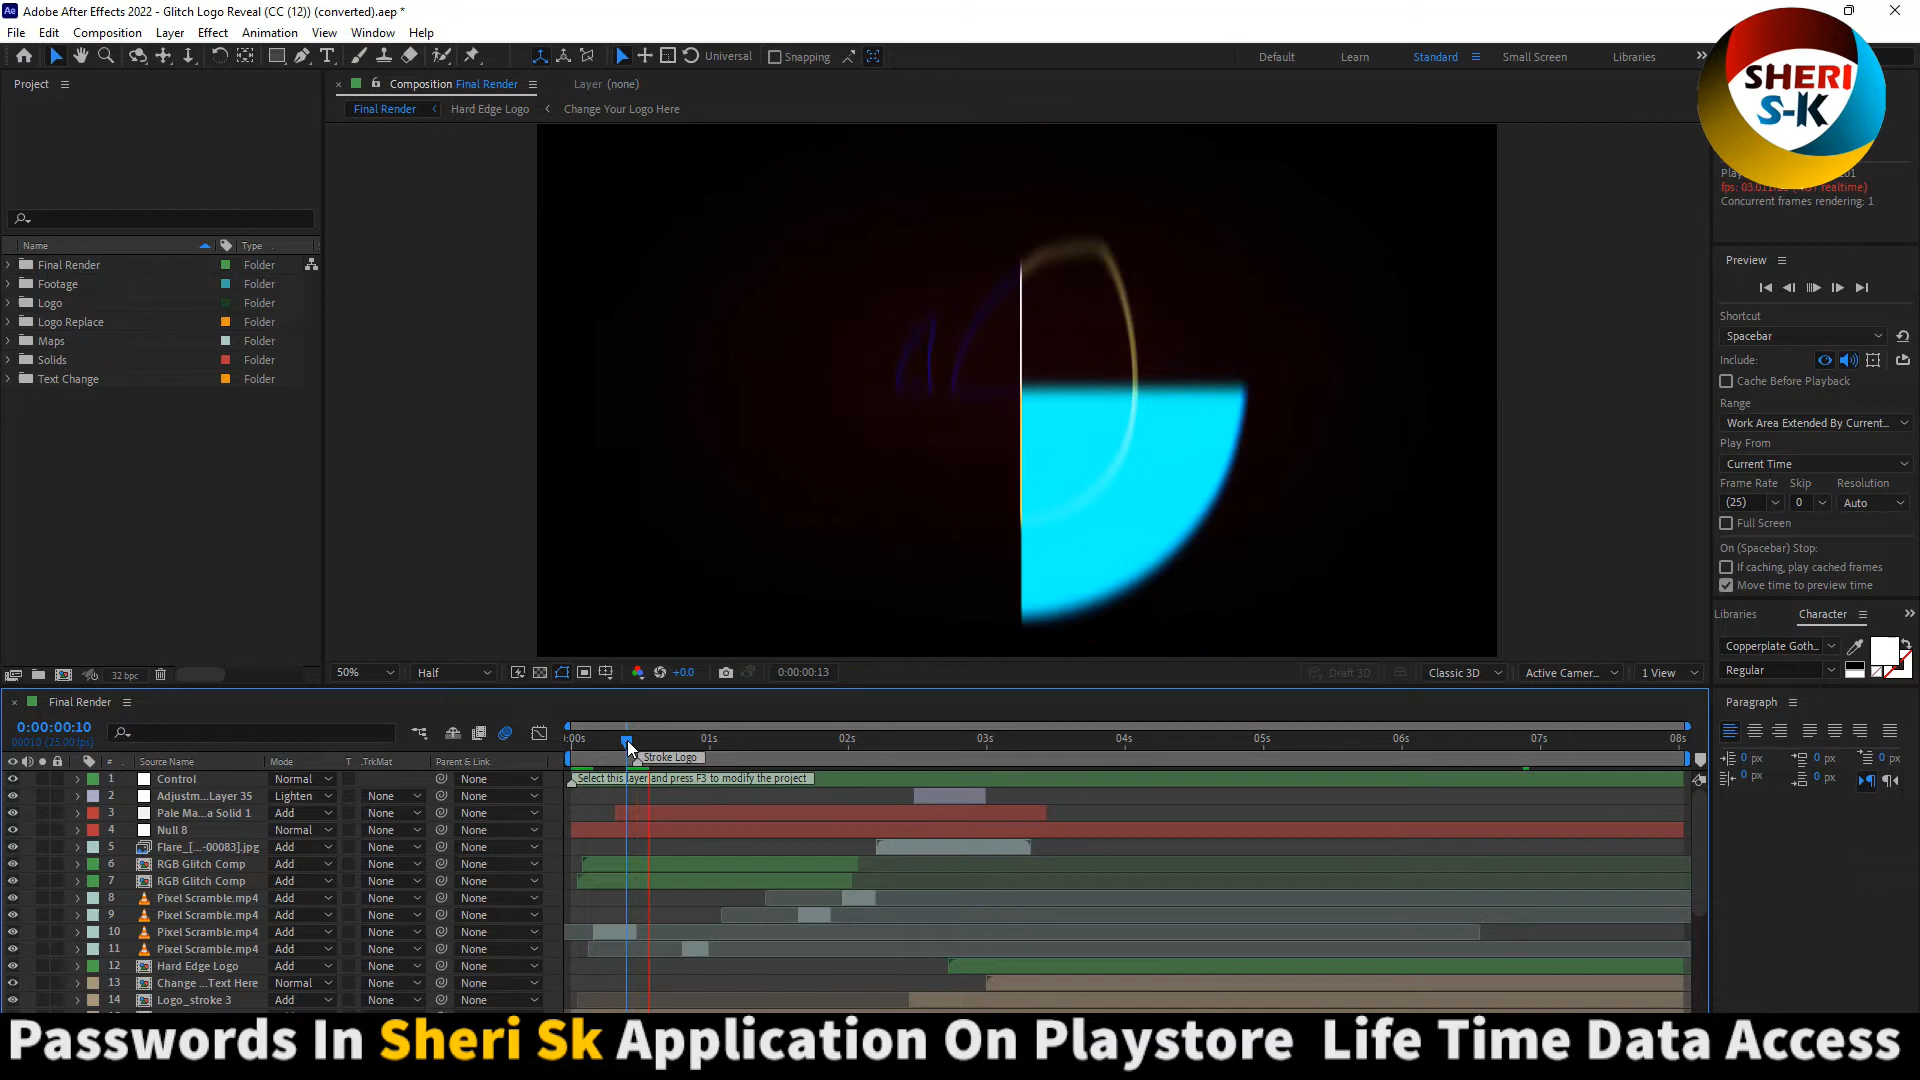 Adobe After Effects 2022 - Glitch Logo Reveal (CC (12)) (converted).aep *
File Edit Composition Layer Effect Animation View Window Help
Universal Snapping Default Learn Standard Small Screen Libraries
SHERI
S-K
Project
Composition Final Render Layer (none)
Final Render Hard Edge Logo Change Your Logo Here
Concurrent frames rendering: 1
Name Type
Final Render Folder
Footage Folder
Logo Folder
Logo Replace Folder
Maps Folder
Solids Folder
Text Change Folder
Preview
Shortcut
Spacebar
Include:
Cache Before Playback
Range
Work Area Extended By Current...
Play From
Current Time
Frame Rate Skip Resolution
(25) 0 Auto
Full Screen
On (Spacebar) Stop:
If caching, play cached frames
Move time to preview time
Libraries Character
Copperplate Goth...
Regular
32 bpc
50% Half +0.0 0:00:00:13 Draft 3D Classic 3D Active Camer... 1 View
Final Render
Paragraph
0:00:00:10
00010 (25.00 fps)
:00s 01s 02s 03s 04s 05s 06s 07s 08s
0 px 0 px 0 px
0 px 0 px
# Source Name Mode T .TrkMat Parent & Link
Stroke Logo
1 Control Normal None
Select this layer and press F3 to modify the project
2 Adjustm...Layer 35 Lighten None None
3 Pale Ma...a Solid 1 Add None None
4 Null 8 Normal None None
5 Flare_[...-00083].jpg Add None None
6 RGB Glitch Comp Add None None
7 RGB Glitch Comp Add None None
8 Pixel Scramble.mp4 Add None None
9 Pixel Scramble.mp4 Add None None
10 Pixel Scramble.mp4 Add None None
11 Pixel Scramble.mp4 Add None None
12 Hard Edge Logo Add None None
13 Change ...Text Here Normal None None
14 Logo_stroke 3 Add None None
Passwords In Sheri Sk Application On Playstore Life Time Data Access